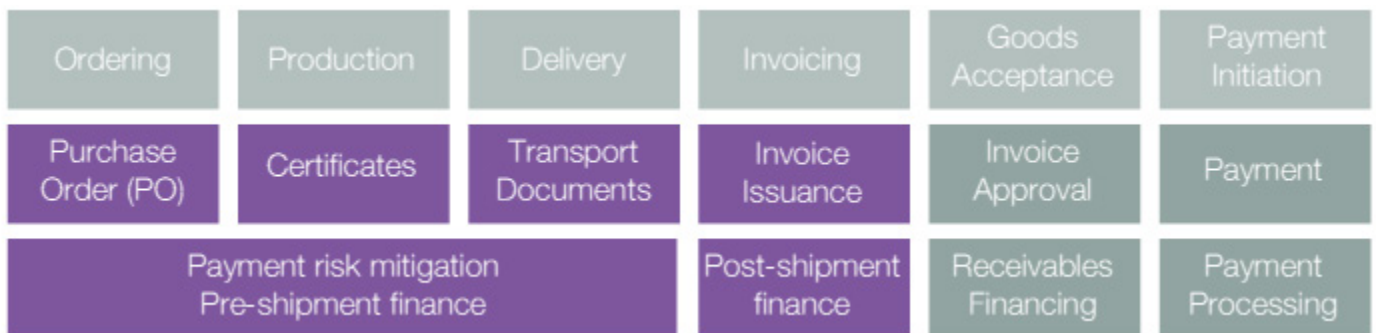 Ordering
Production
Delivery
Invoicing
Goods
Acceptance
Payment
Initiation
Purchase
Order (PO)
Certificates
Transport
Documents
Invoice
Issuance
Invoice
Approval
Payment
Payment risk mitigation
Pre-shipment finance
Post-shipment
finance
Receivables
Financing
Payment
Processing